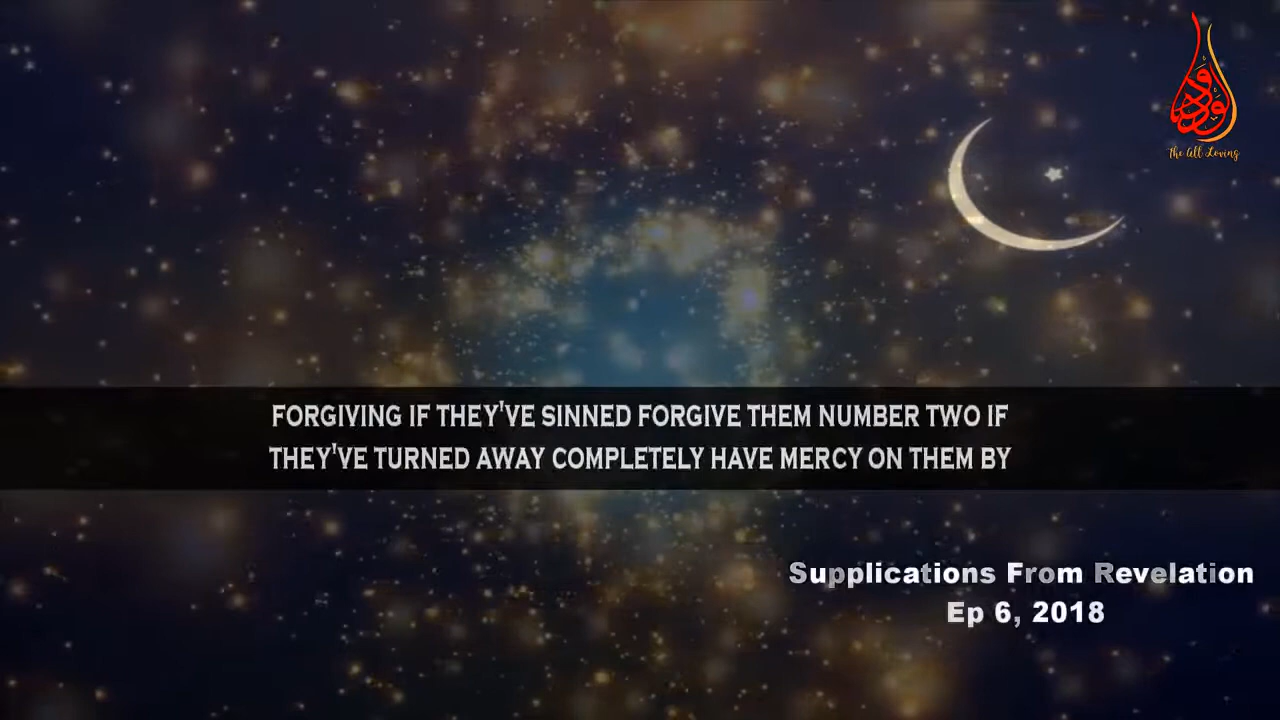 الودود
The All Loving
FORGIVING IF THEY'VE SINNED FORGIVE THEM NUMBER TWO IF
THEY'VE TURNED AWAY COMPLETELY HAVE MERCY ON THEM BY
Supplications From Revelation
Ep 6, 2018